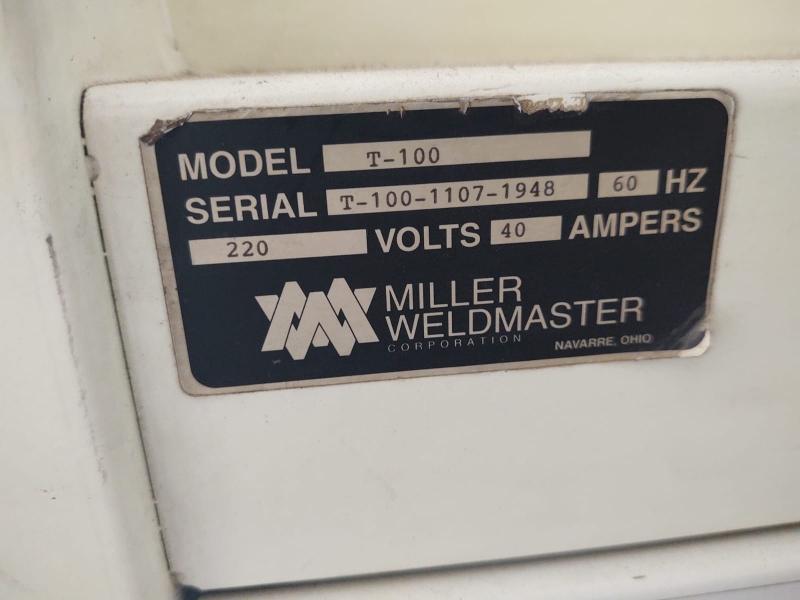 MODEL T-100
SERIAL T-100-1107-1948 60 HZ
220 VOLTS 40 AMPERS
MILLER
WELDMASTER
CORPORATION NAVARRE, OHIO